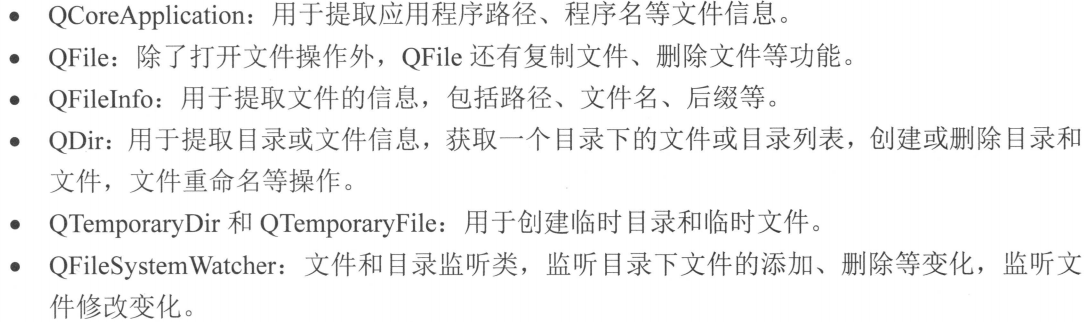 • QCoreApplication：用于提取应用程序路径、程序名等文件信息。
• QFile：除了打开文件操作外，QFile 还有复制文件、删除文件等功能。
• QFileInfo：用于提取文件的信息，包括路径、文件名、后缀等。
• QDir：用于提取目录或文件信息，获取一个目录下的文件或目录列表，创建或删除目录和
文件，文件重命名等操作。
• QTemporaryDir 和 QTemporaryFile：用于创建临时目录和临时文件。
• QFileSystemWatcher：文件和目录监听类，监听目录下文件的添加、删除等变化，监听文
件修改变化。